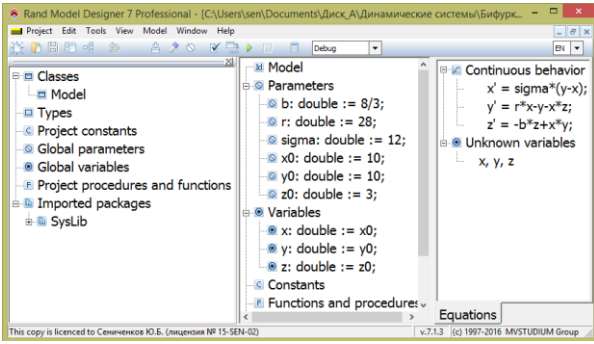 Rand Model Designer 7 Professional - [C:\Users\sen\Documents\Диск_А\Динамические системы\Бифурк...
Project Edit Tools View Model Window Help
Debug
EN
Classes
Model
Types
Project constants
Global parameters
Global variables
Project procedures and functions
Imported packages
SysLib
Model
Parameters
b: double := 8/3;
r: double := 28;
sigma: double := 12;
x0: double := 10;
y0: double := 10;
z0: double := 3;
Variables
x: double := x0;
y: double := y0;
z: double := z0;
Constants
Functions and procedures
Continuous behavior
x' = sigma*(y-x);
y' = r*x-y-x*z;
z' = -b*z+x*y;
Unknown variables
x, y, z
Equations
This copy is licenced to Сениченков Ю.Б. (лицензия № 15-SEN-02)
v.7.1.3 (c) 1997-2016 MVSTUDIUM Group